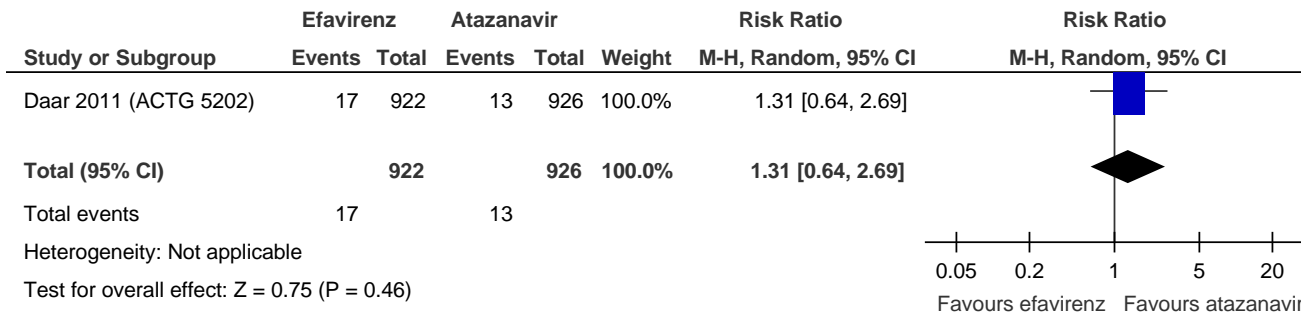 Efavirenz Atazanavir Risk Ratio Risk Ratio
Study or Subgroup Events Total Events Total Weight M-H, Random, 95% CI M-H, Random, 95% CI
Daar 2011 (ACTG 5202) 17 922 13 926 100.0% 1.31 [0.64, 2.69]
Total (95% CI) 922 926 100.0% 1.31 [0.64, 2.69]
Total events 17 13
Heterogeneity: Not applicable
Test for overall effect: Z = 0.75 (P = 0.46)
0.05 0.2 1 5 20
Favours efavirenz Favours atazanavir